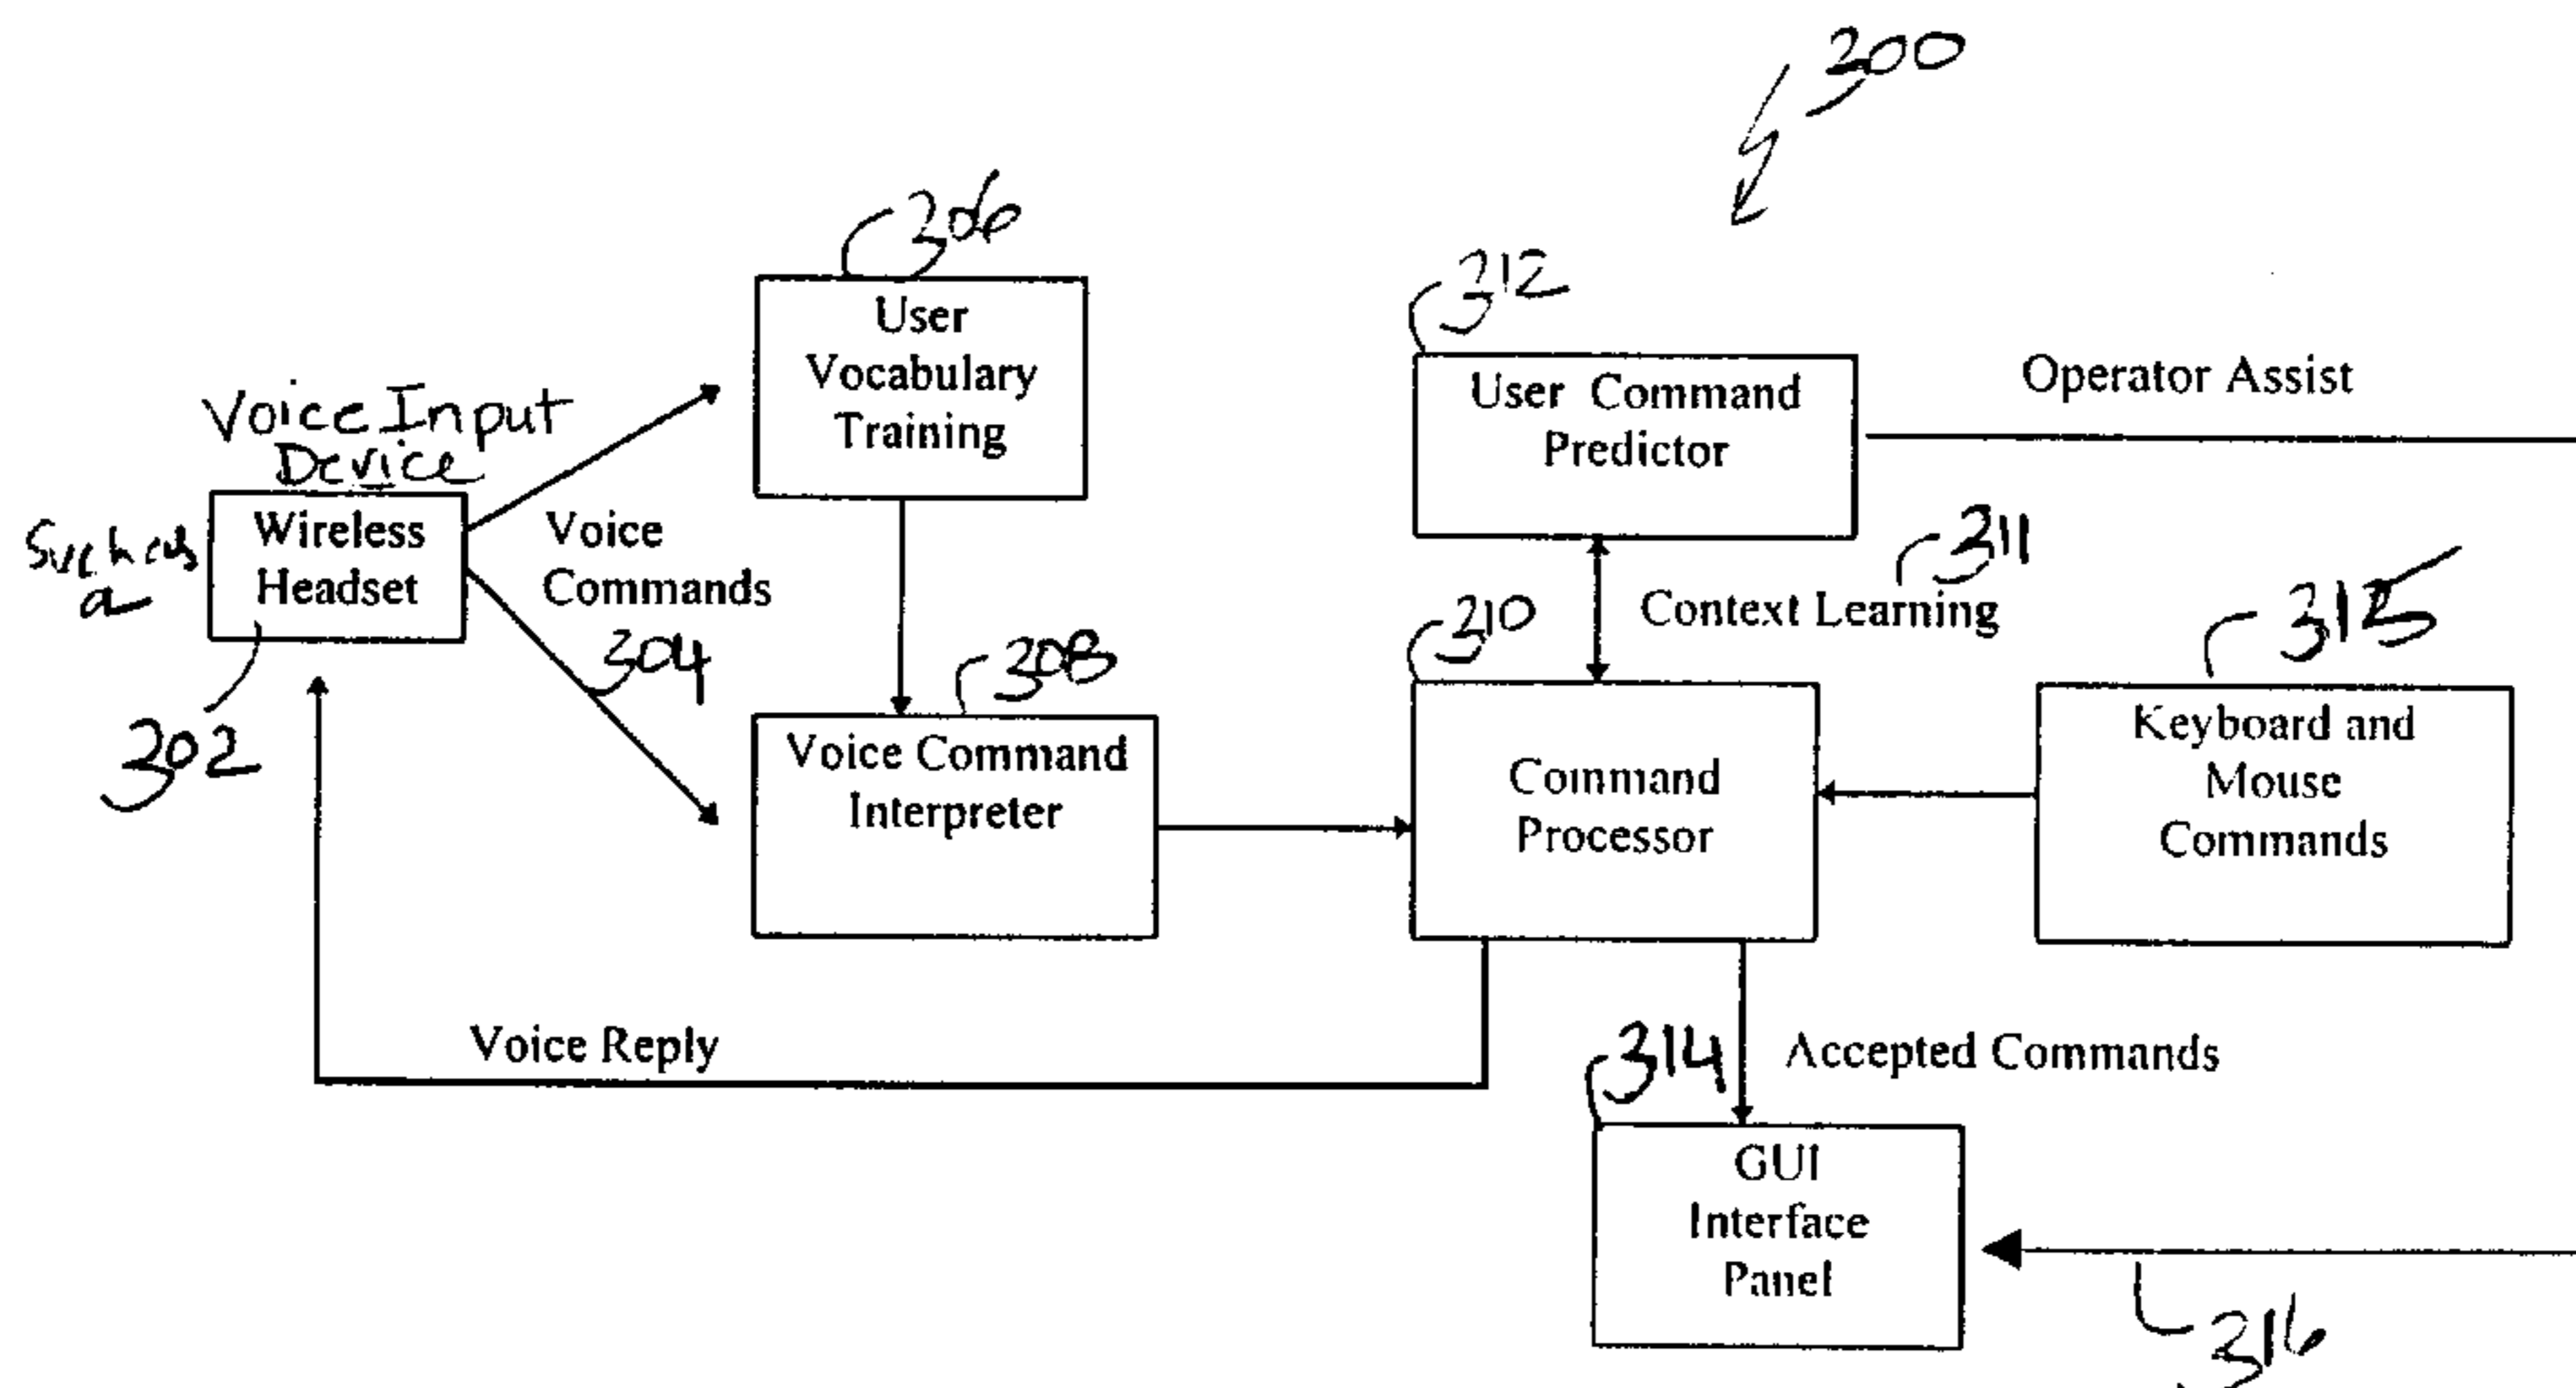 300
306
User
Vocabulary
Training
312
User Command
Predictor
Operator Assist
Voice Input
Device
Such as
a
Wireless
Headset
302
Voice
Commands
304
311
Context Learning
308
Voice Command
Interpreter
310
Command
Processor
315
Keyboard and
Mouse
Commands
Voice Reply
314
Accepted Commands
GUI
Interface
Panel
316